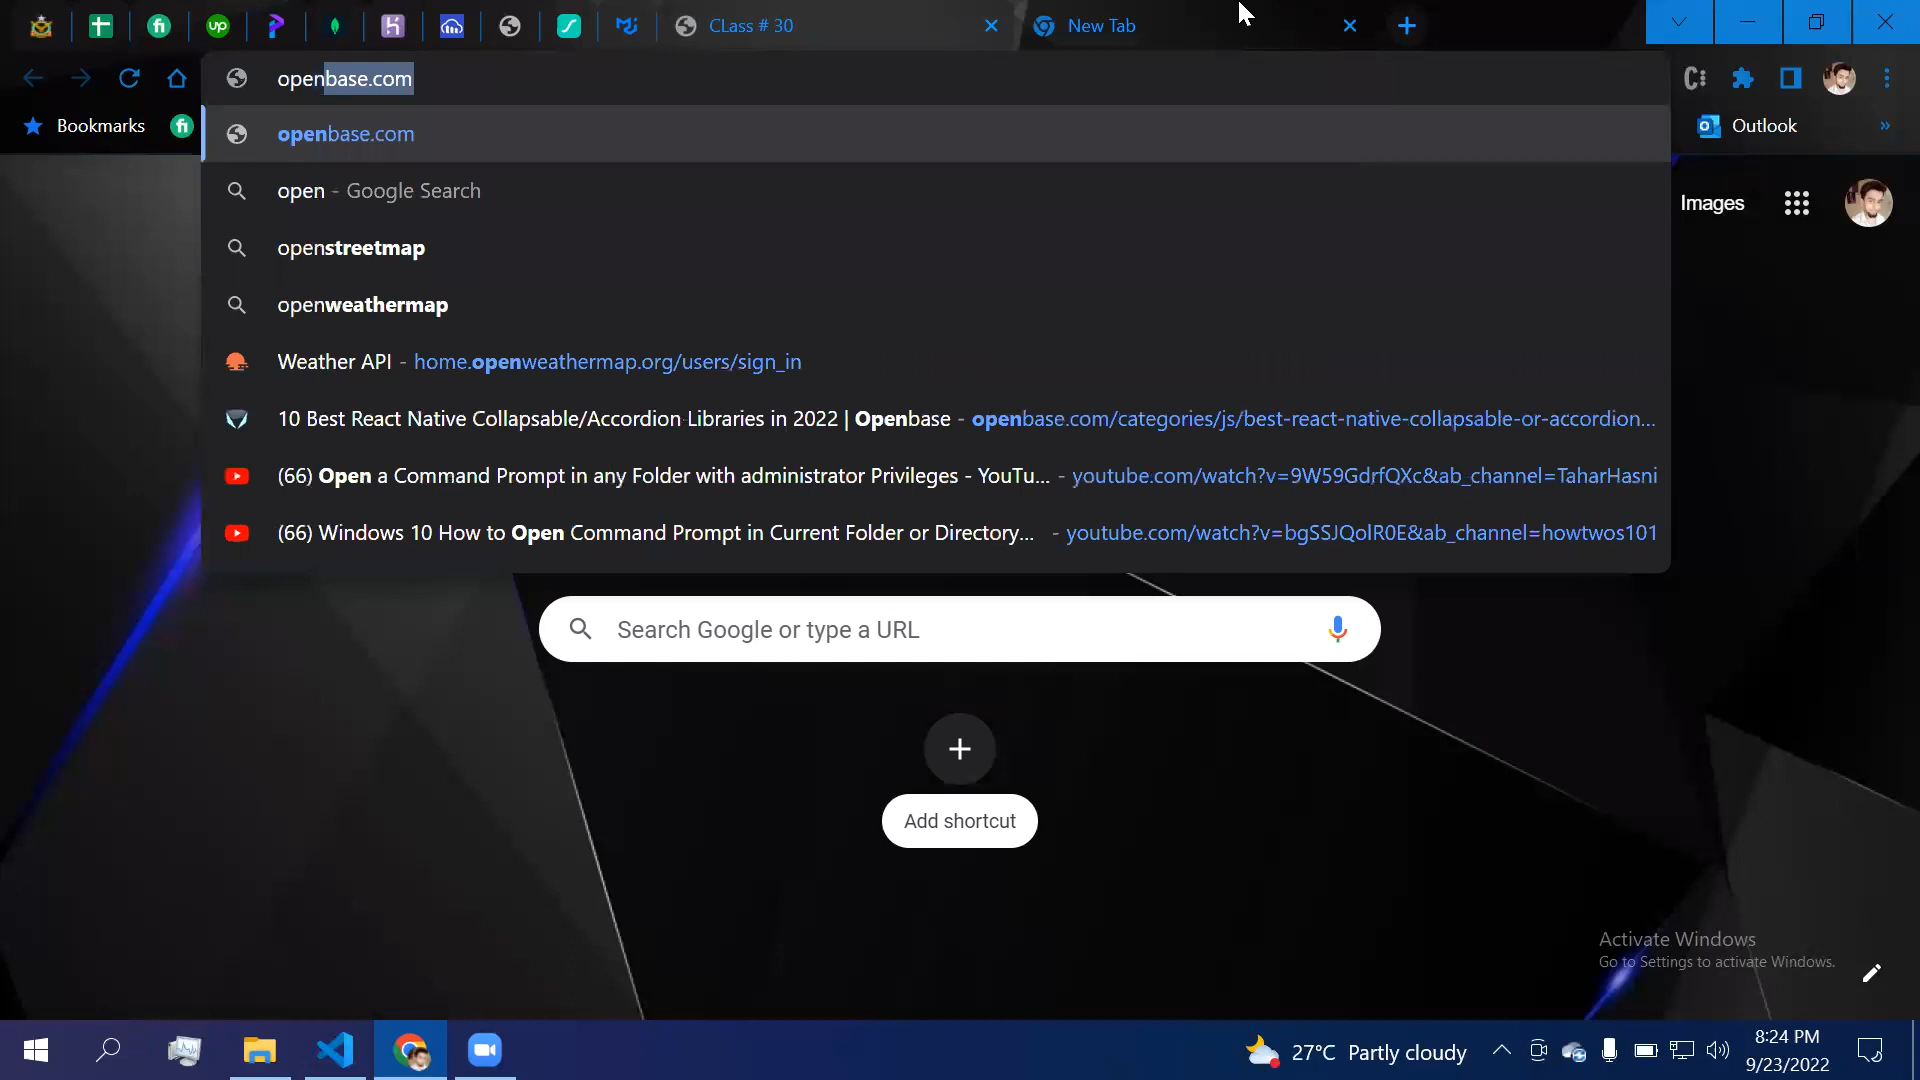 up
CLass # 30
New Tab
openbase.com
Bookmarks
Outlook
openbase.com
open - Google Search
Images
openstreetmap
openweathermap
Weather API - home.openweathermap.org/users/sign_in
10 Best React Native Collapsable/Accordion Libraries in 2022 | Openbase - openbase.com/categories/js/best-react-native-collapsable-or-accordion...
(66) Open a Command Prompt in any Folder with administrator Privileges - YouTu... - youtube.com/watch?v=9W59GdrfQXc&ab_channel=TaharHasni
(66) Windows 10 How to Open Command Prompt in Current Folder or Directory... - youtube.com/watch?v=bgSSJQolR0E&ab_channel=howtwos101
Search Google or type a URL
Add shortcut
Activate Windows
Go to Settings to activate Windows.
27°C Partly cloudy
8:24 PM
9/23/2022